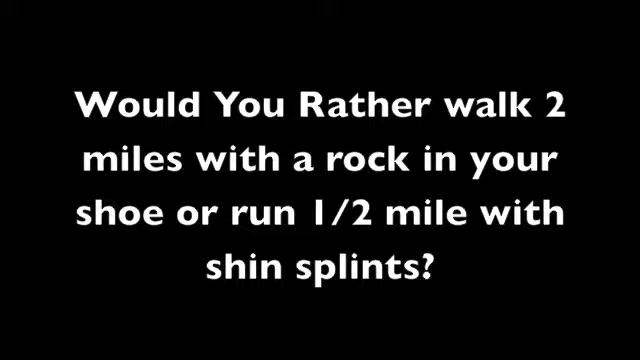 Would You Rather walk 2
miles with a rock in your
shoe or run 1/2 mile with
shin splints?